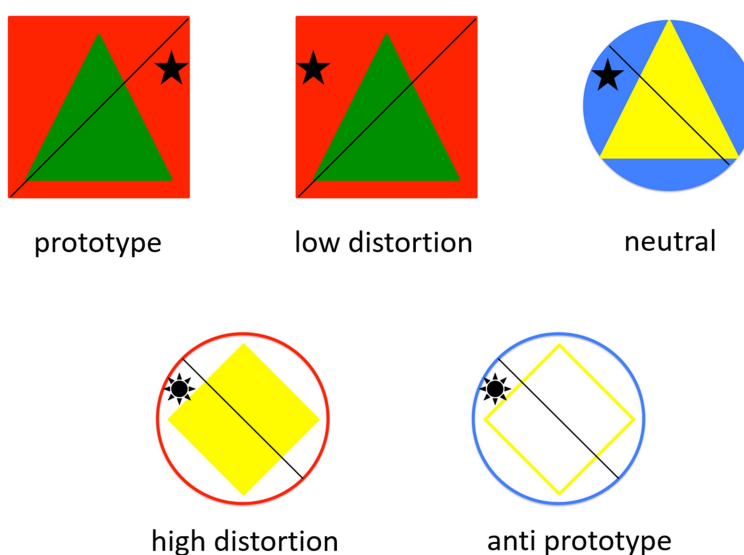 prototype
low distortion
neutral
high distortion
anti prototype